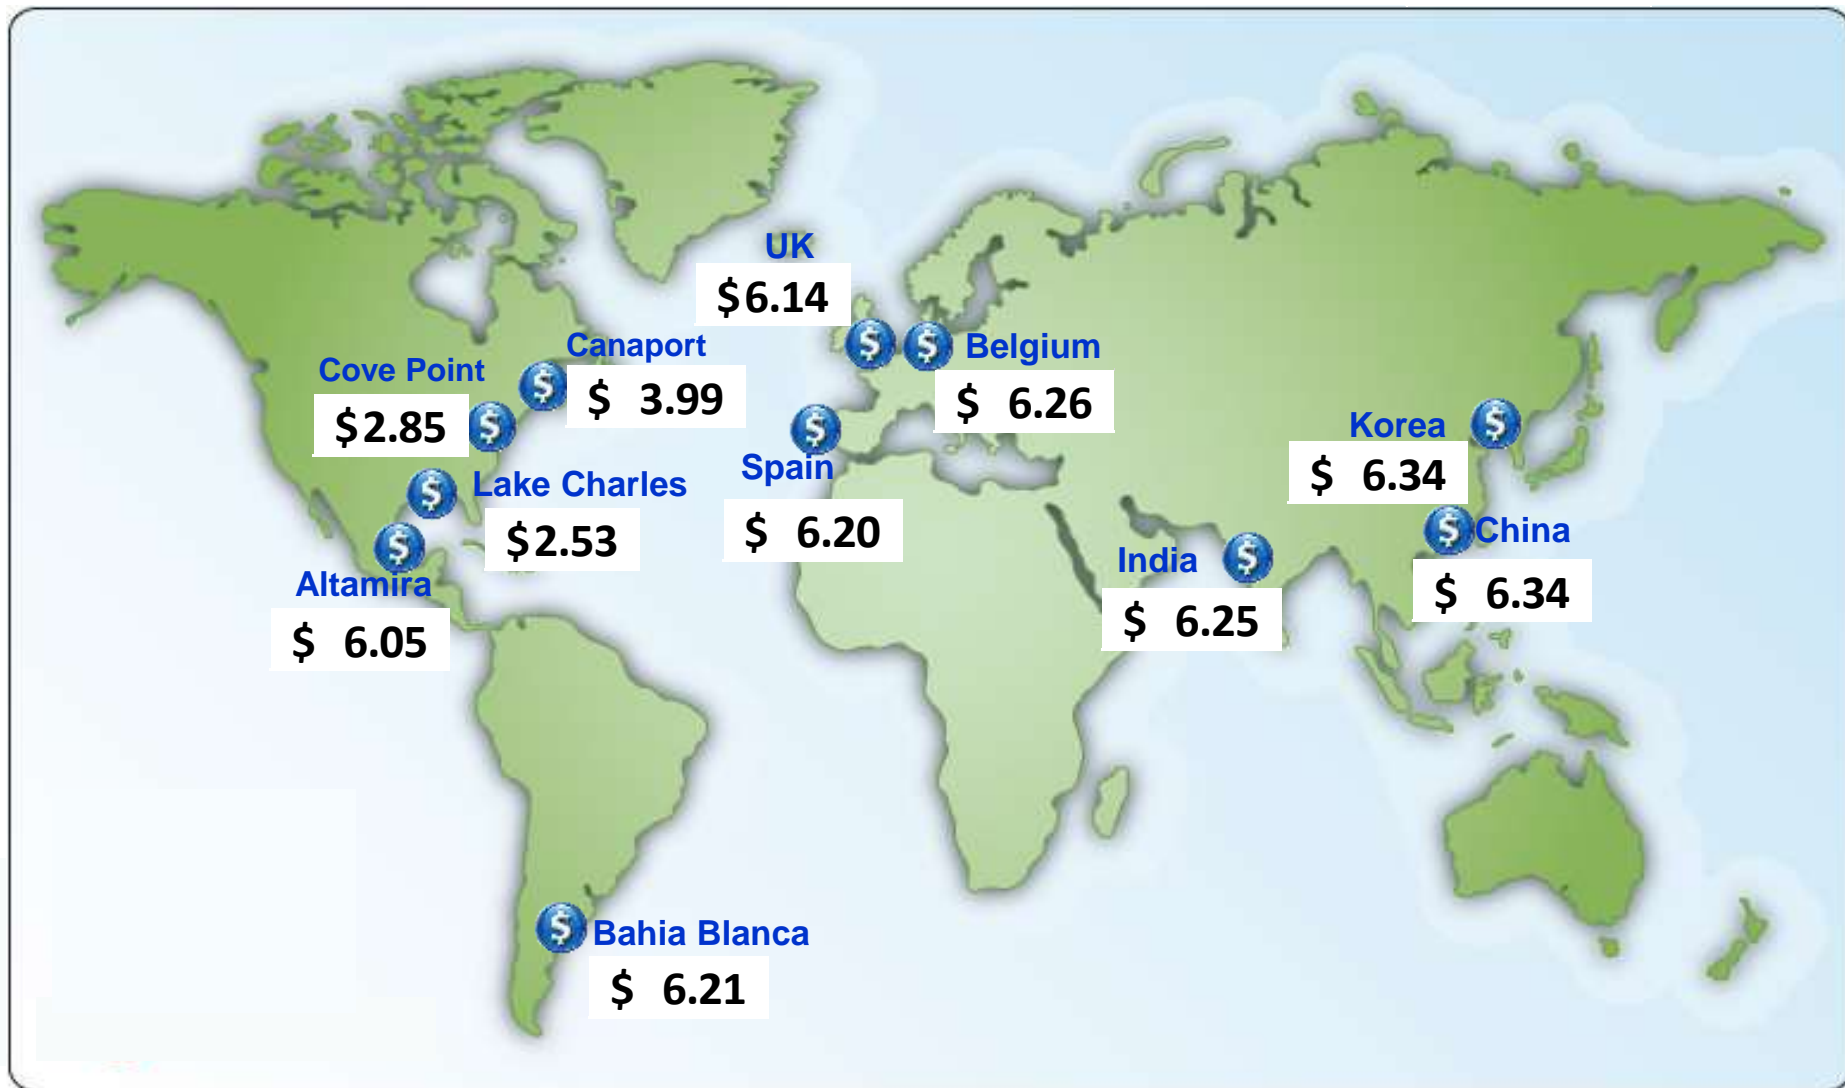 UK
$6.14
Canaport
$ 3.99
Cove Point
$2.85
Belgium
$ 6.26
Korea
$ 6.34
Spain
$ 6.20
Lake Charles
$2.53
China
$ 6.34
India
$ 6.25
Altamira
$ 6.05
Bahia Blanca
$ 6.21
$
$
$
$
$
$
$
$
$
$
$